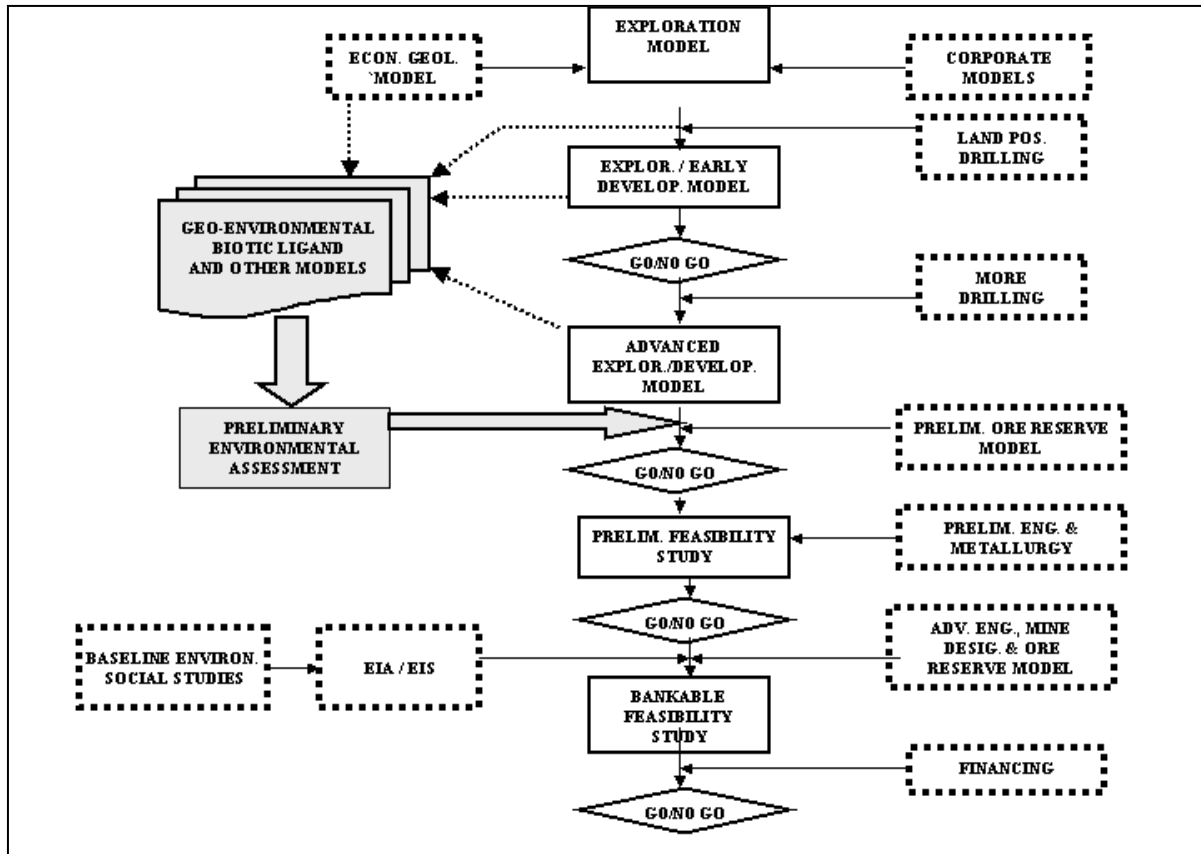 EXPLORATION
MODEL
ECON. GEOL.
`MODEL
CORPORATE
MODELS
LAND POS.
DRILLING
EXPLOR. / EARLY
DEVELOP. MODEL
GEO-ENVIRONMENTAL
BIOTIC LIGAND
AND OTHER MODELS
GO/NO GO
MORE
DRILLING
ADVANCED
EXPLOR./DEVELOP.
MODEL
PRELIMINARY
ENVIRONMENTAL
ASSESSMENT
PRELIM. ORE RESERVE
MODEL
GO/NO GO
PRELIM. FEASIBILITY
STUDY
PRELIM. ENG. &
METALLURGY
GO/NO GO
BASELINE ENVIRON.
SOCIAL STUDIES
EIA / EIS
ADV. ENG., MINE
DESIG. & ORE
RESERVE MODEL
BANKABLE
FEASIBILITY
STUDY
FINANCING
GO/NO GO